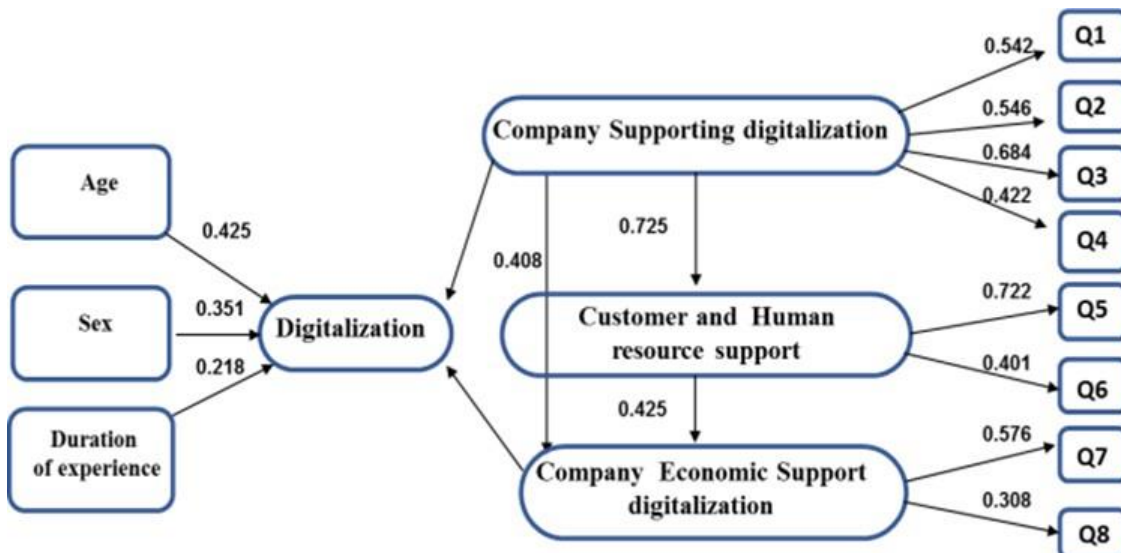 Age
Sex
Duration
of experience
0.425
0.351
0.218
Digitalization
Company Supporting digitalization
0.408
0.725
Customer and Human
resource support
0.425
Company Economic Support
digitalization
0.542
0.546
0.684
0.422
0.722
0.401
0.576
0.308
Q1
Q2
Q3
Q4
Q5
Q6
Q7
Q8